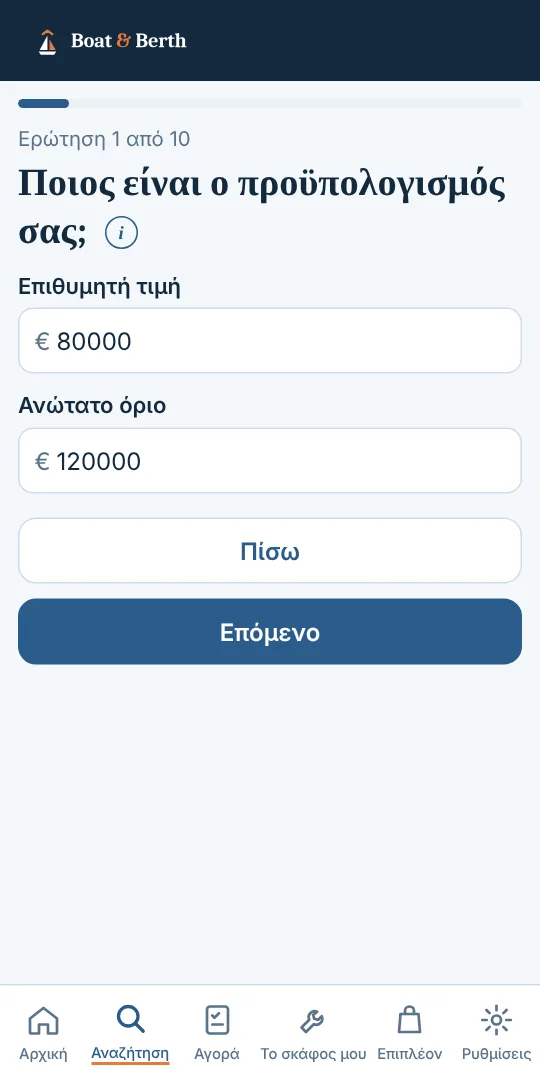 Boat & Berth
Ερώτηση 1 από 10
Ποιος είναι ο προϋπολογισμός
σας; i
Επιθυμητή τιμή
€ 80000
Ανώτατο όριο
€ 120000
Πίσω
Επόμενο
Αρχική Αναζήτηση Αγορά Το σκάφος μου Επιπλέον Ρυθμίσεις